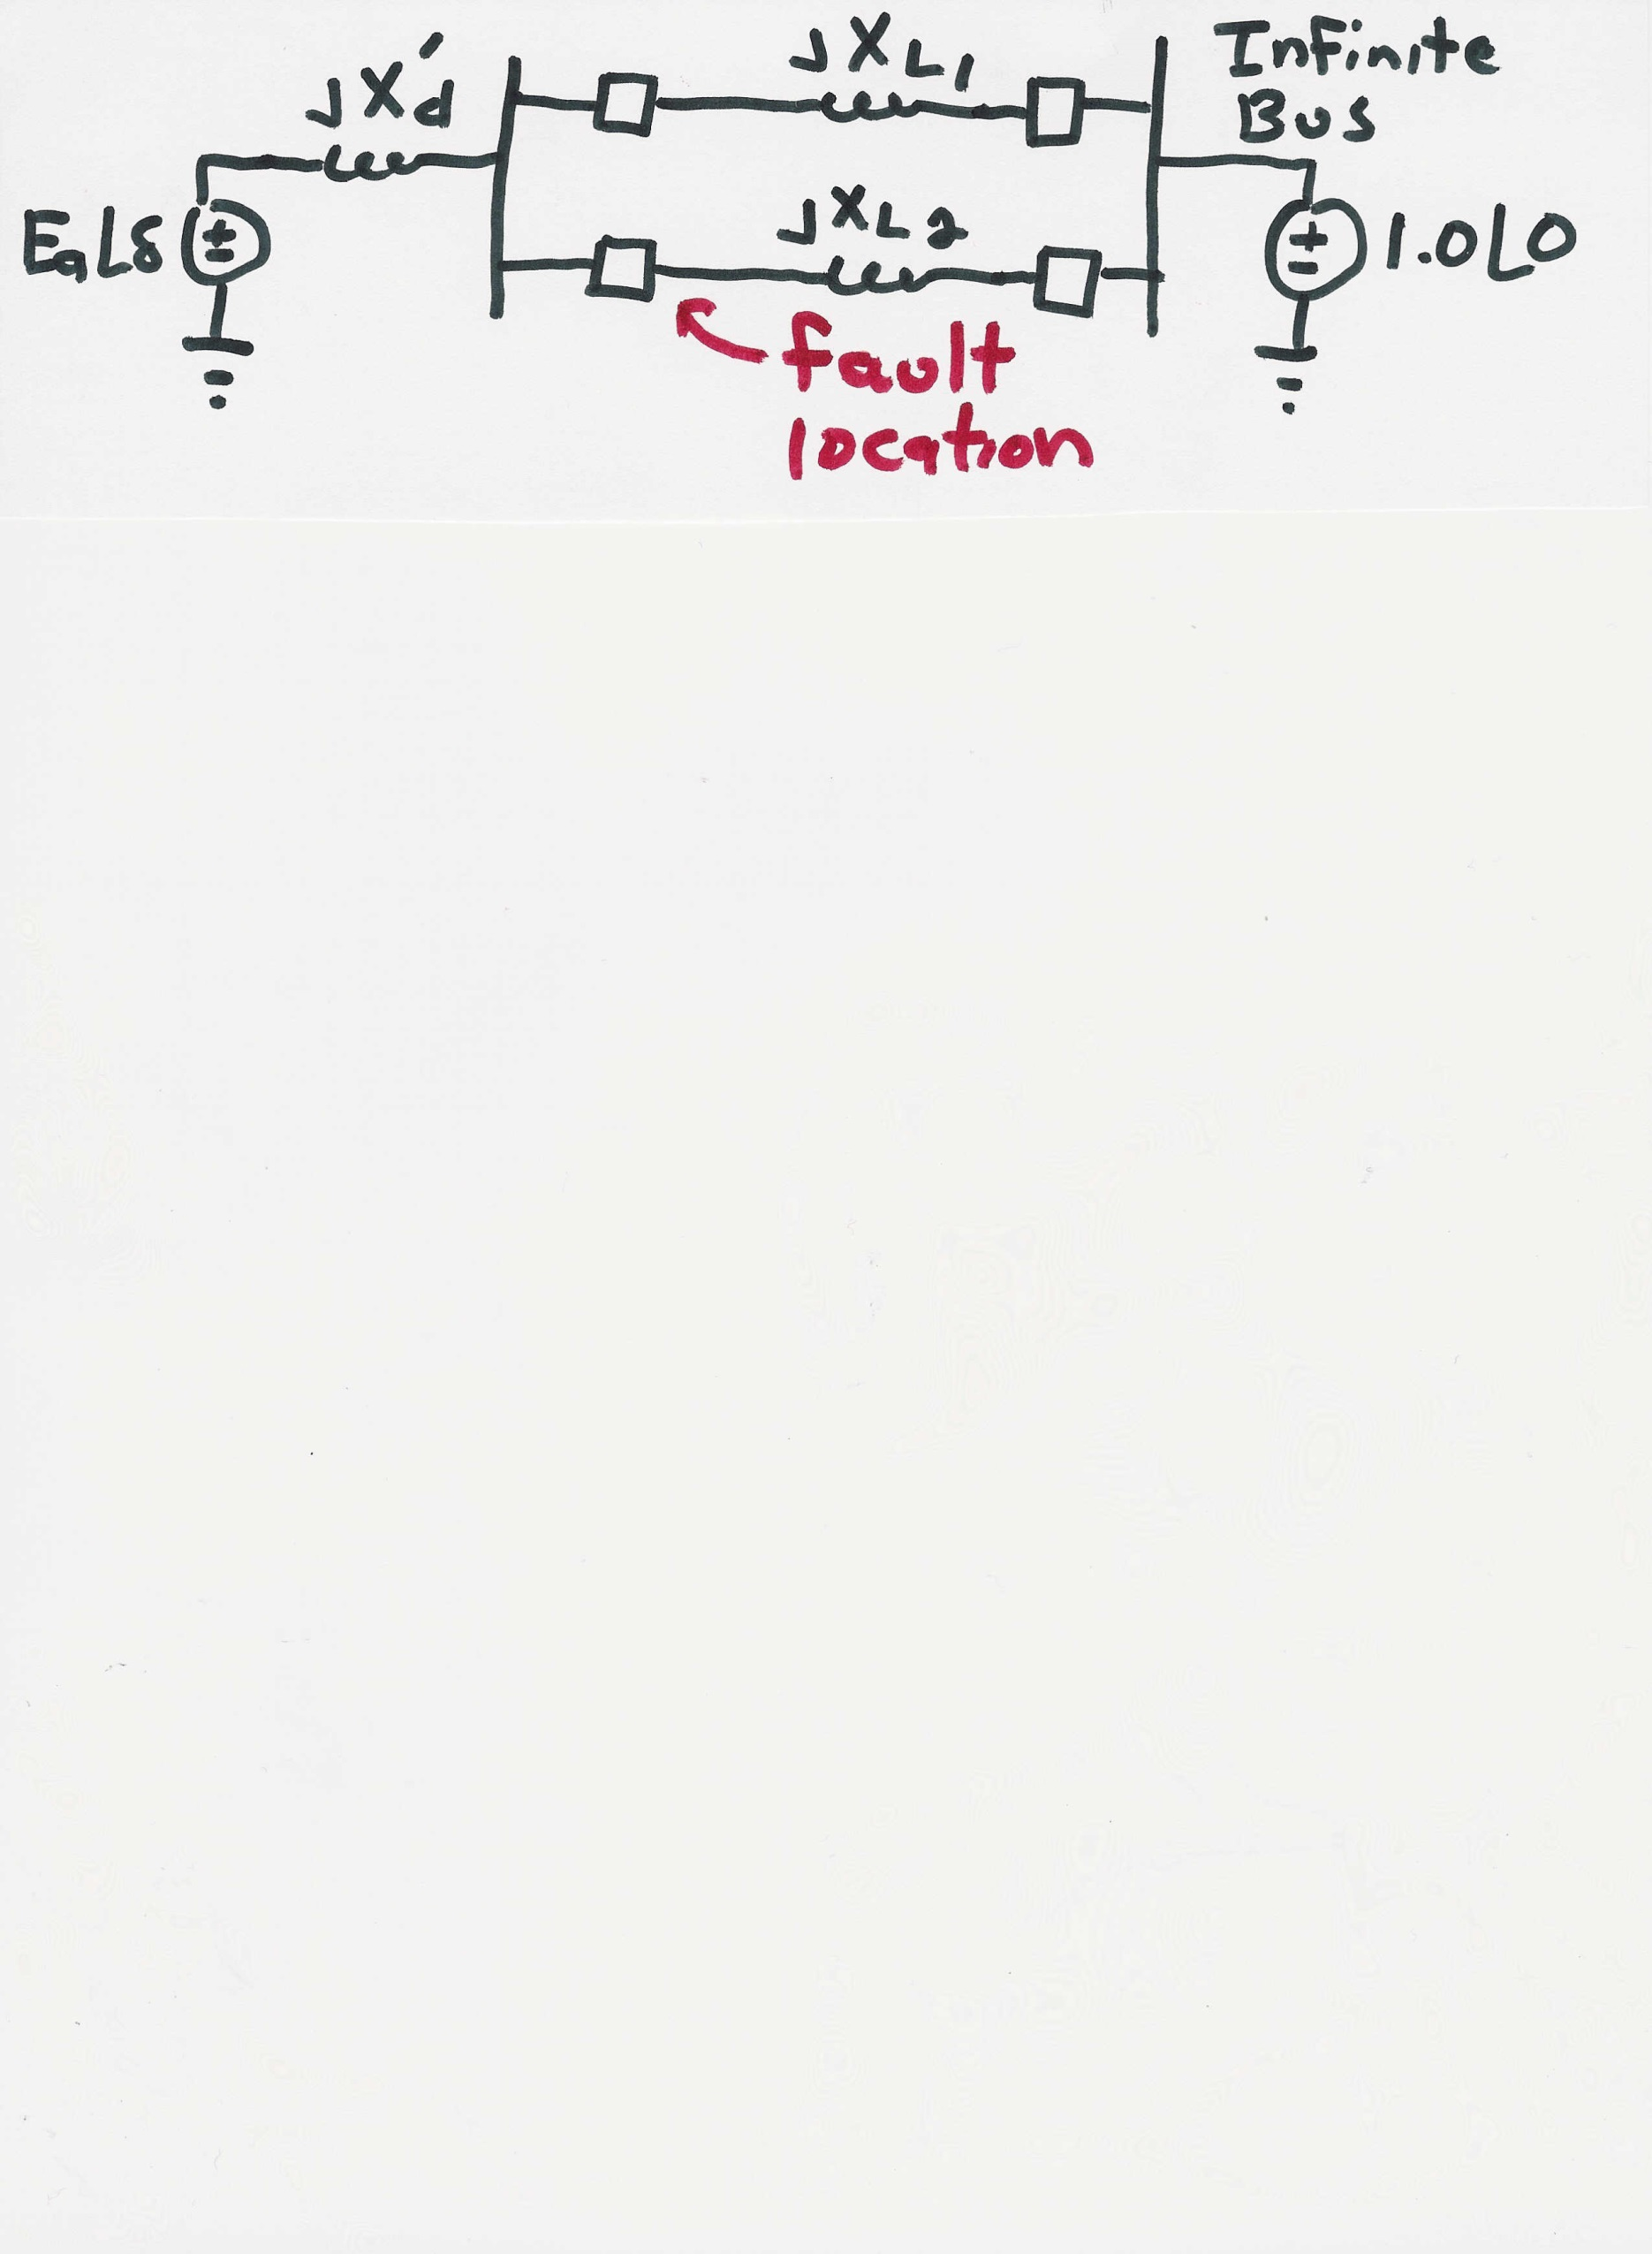 jX'd
jXL1
Infinite
Bus
Ea∠δ
jXL2
1.0∠0
fault
location